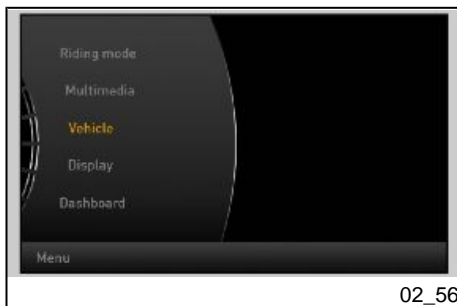 Riding mode
Multimedia
Vehicle
Display
Dashboard
Menu
02_56